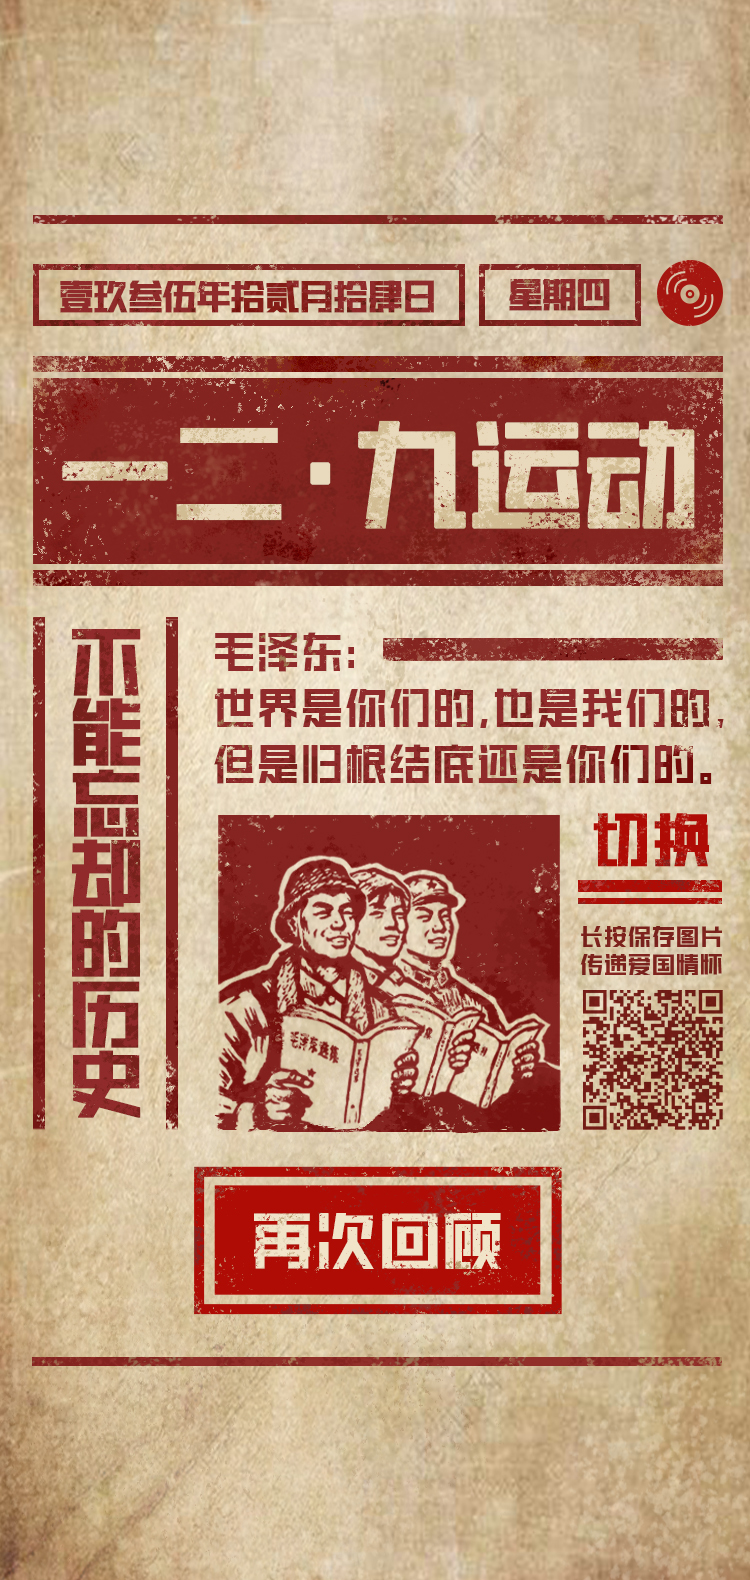 壹玖叁伍年拾贰月拾肆日
星期四
一二·九运动
不能忘却的历史
毛泽东:
世界是你们的,也是我们的,
但是归根结底还是你们的。
切换
长按保存图片
传递爱国情怀
毛泽东选集
再次回顾